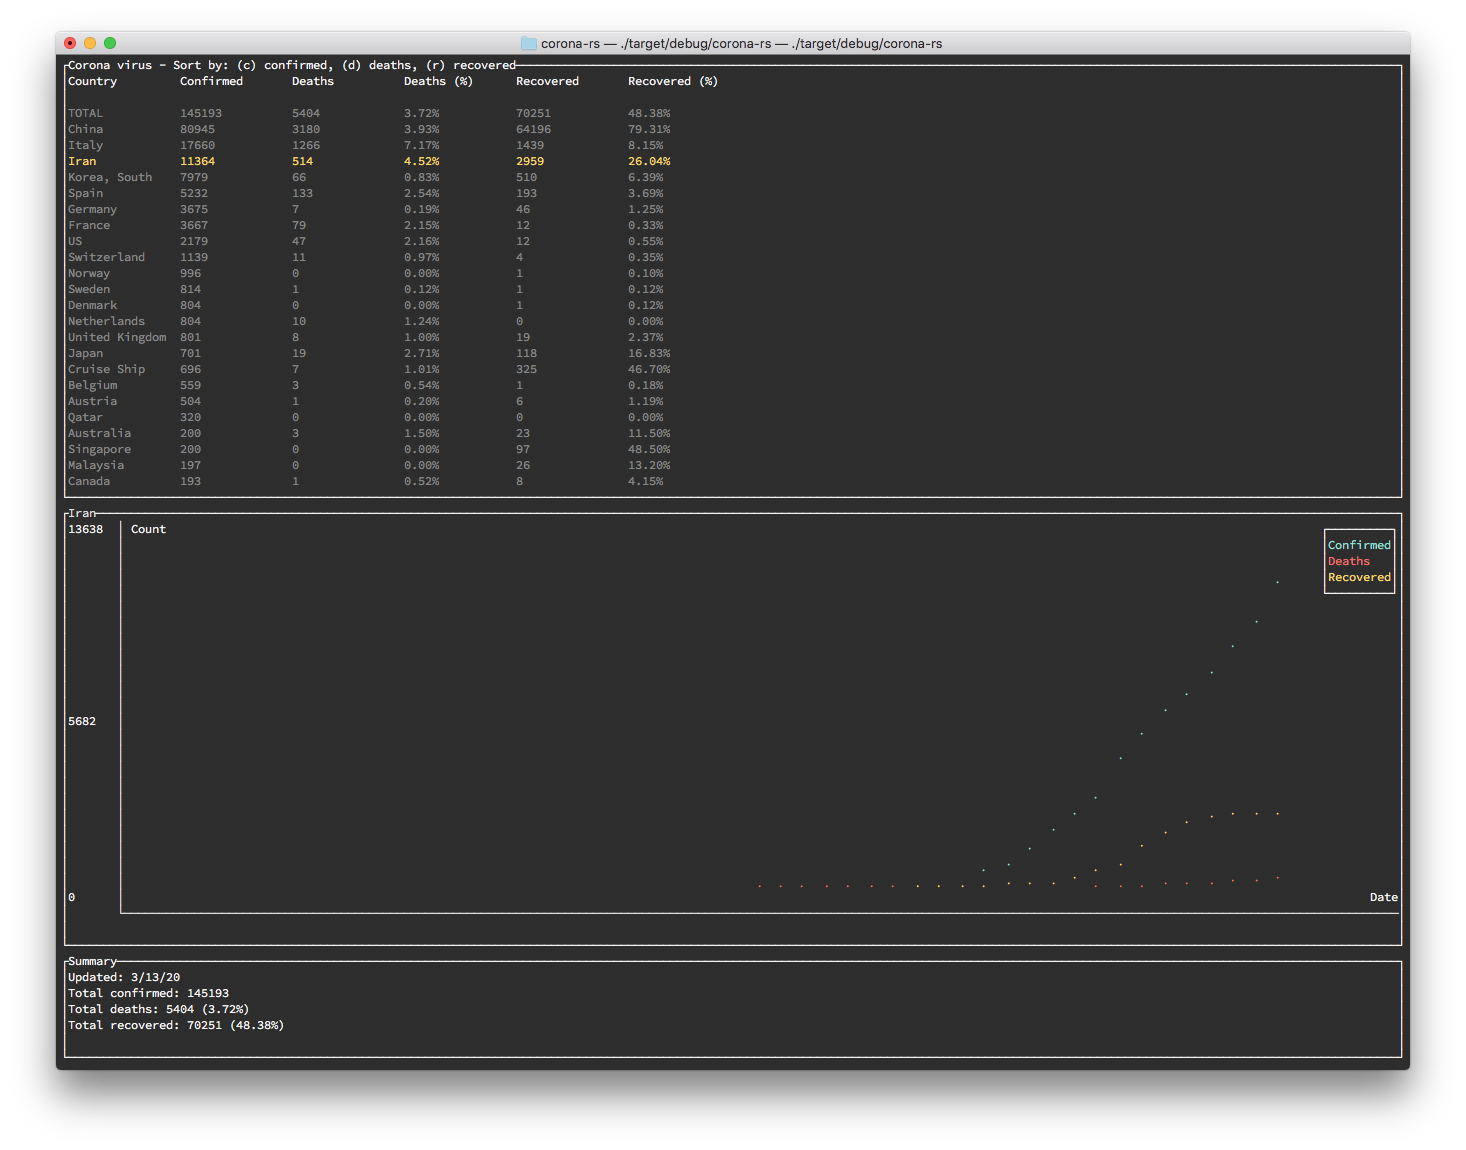 corona-rs — ./target/debug/corona-rs — ./target/debug/corona-rs
Corona virus - Sort by: (c) confirmed, (d) deaths, (r) recovered
Country Confirmed Deaths Deaths (%) Recovered Recovered (%)
TOTAL 145193 5404 3.72% 70251 48.38%
China 80945 3180 3.93% 64196 79.31%
Italy 17660 1266 7.17% 1439 8.15%
Iran 11364 514 4.52% 2959 26.04%
Korea, South 7979 66 0.83% 510 6.39%
Spain 5232 133 2.54% 193 3.69%
Germany 3675 7 0.19% 46 1.25%
France 3667 79 2.15% 12 0.33%
US 2179 47 2.16% 12 0.55%
Switzerland 1139 11 0.97% 4 0.35%
Norway 996 0 0.00% 1 0.10%
Sweden 814 1 0.12% 1 0.12%
Denmark 804 0 0.00% 1 0.12%
Netherlands 804 10 1.24% 0 0.00%
United Kingdom 801 8 1.00% 19 2.37%
Japan 701 19 2.71% 118 16.83%
Cruise Ship 696 7 1.01% 325 46.70%
Belgium 559 3 0.54% 1 0.18%
Austria 504 1 0.20% 6 1.19%
Qatar 320 0 0.00% 0 0.00%
Australia 200 3 1.50% 23 11.50%
Singapore 200 0 0.00% 97 48.50%
Malaysia 197 0 0.00% 26 13.20%
Canada 193 1 0.52% 8 4.15%
Iran
13638 Count
Confirmed
Deaths
Recovered
5682
0 Date
Summary
Updated: 3/13/20
Total confirmed: 145193
Total deaths: 5404 (3.72%)
Total recovered: 70251 (48.38%)